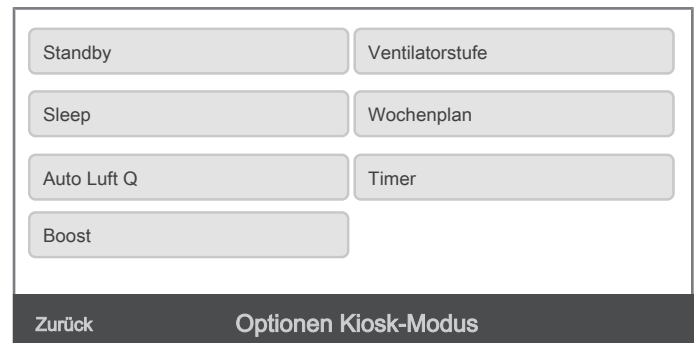 Standby
Ventilatorstufe
Sleep
Wochenplan
Auto Luft Q
Timer
Boost
Zurück
Optionen Kiosk-Modus